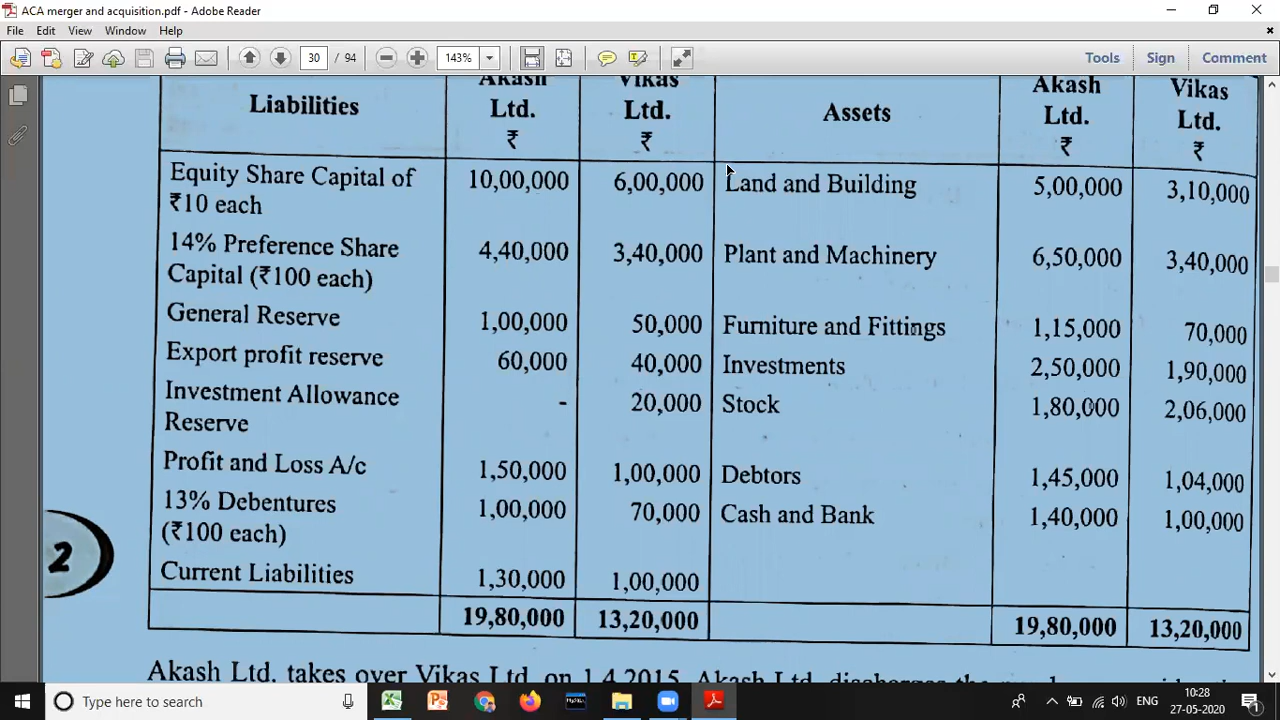 ACA merger and acquisition.pdf - Adobe Reader
File Edit View Window Help
30 / 94 143% Tools Sign Comment
Liabilities Akash Ltd. ₹ Vikas Ltd. ₹ Assets Akash Ltd. ₹ Vikas Ltd. ₹
Equity Share Capital of 10,00,000 6,00,000 Land and Building 5,00,000 3,10,000
₹10 each
14% Preference Share 4,40,000 3,40,000 Plant and Machinery 6,50,000 3,40,000
Capital (₹100 each)
General Reserve 1,00,000 50,000 Furniture and Fittings 1,15,000 70,000
Export profit reserve 60,000 40,000 Investments 2,50,000 1,90,000
Investment Allowance - 20,000 Stock 1,80,000 2,06,000
Reserve
Profit and Loss A/c 1,50,000 1,00,000 Debtors 1,45,000 1,04,000
13% Debentures 1,00,000 70,000 Cash and Bank 1,40,000 1,00,000
(₹100 each)
2
Current Liabilities 1,30,000 1,00,000
19,80,000 13,20,000 19,80,000 13,20,000
Akash Ltd. takes over Vikas Ltd. on 1.4.2015. Akash Ltd. discharges the
Type here to search
ENG 10:28
27-05-2020
1